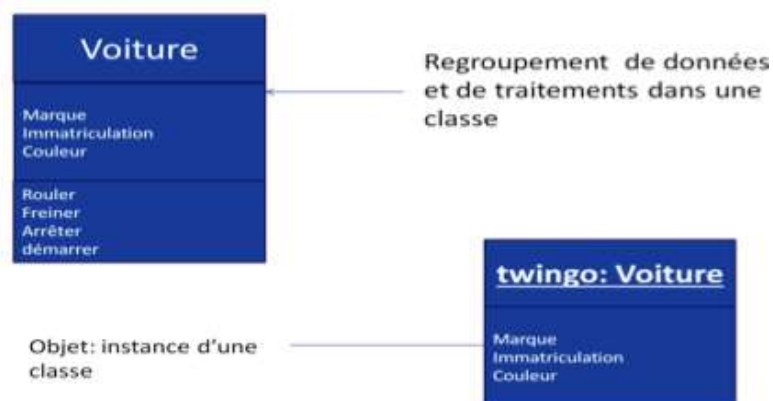 Voiture
Marque
Immatriculation
Couleur
Rouler
Freiner
Arrêter
démarrer
Regroupement de données
et de traitements dans une
classe
twingo: Voiture
Marque
Immatriculation
Couleur
Objet: instance d'une
classe